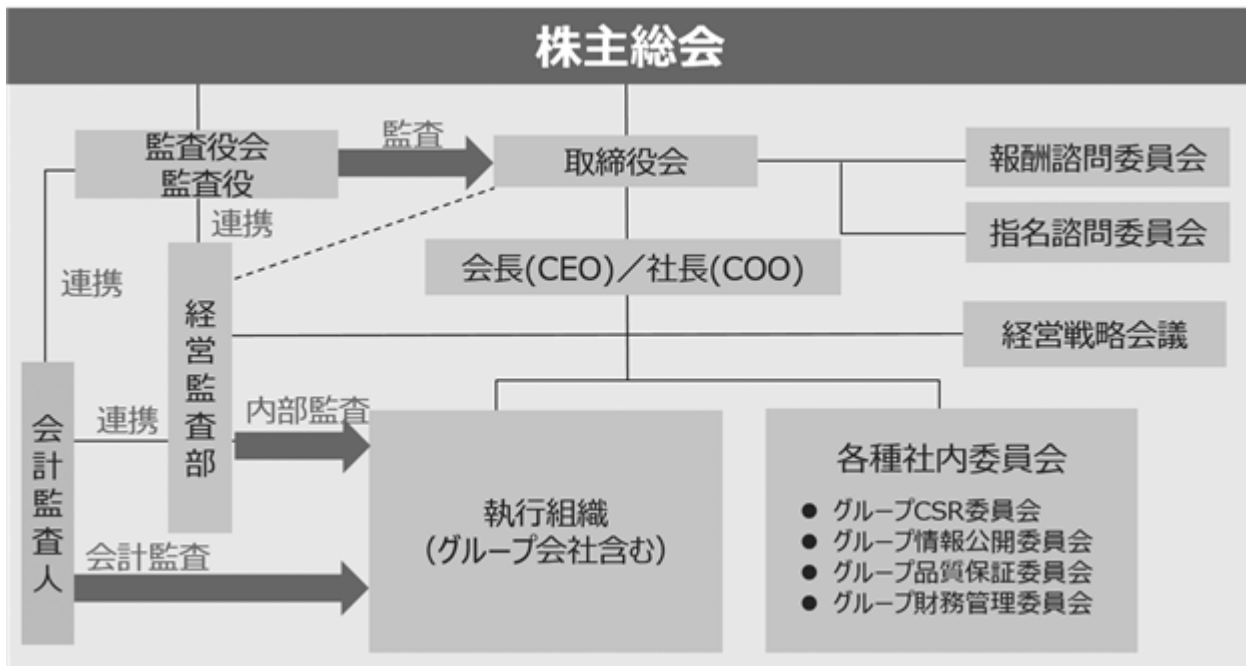 株主総会
監査役会
監査役
監査
取締役会
報酬諮問委員会
指名諮問委員会
連携
連携
会長(CEO)／社長(COO)
経営戦略会議
経営監査部
会計監査人
連携
内部監査
会計監査
執行組織
（グループ会社含む）
各種社内委員会
● グループCSR委員会
● グループ情報公開委員会
● グループ品質保証委員会
● グループ財務管理委員会